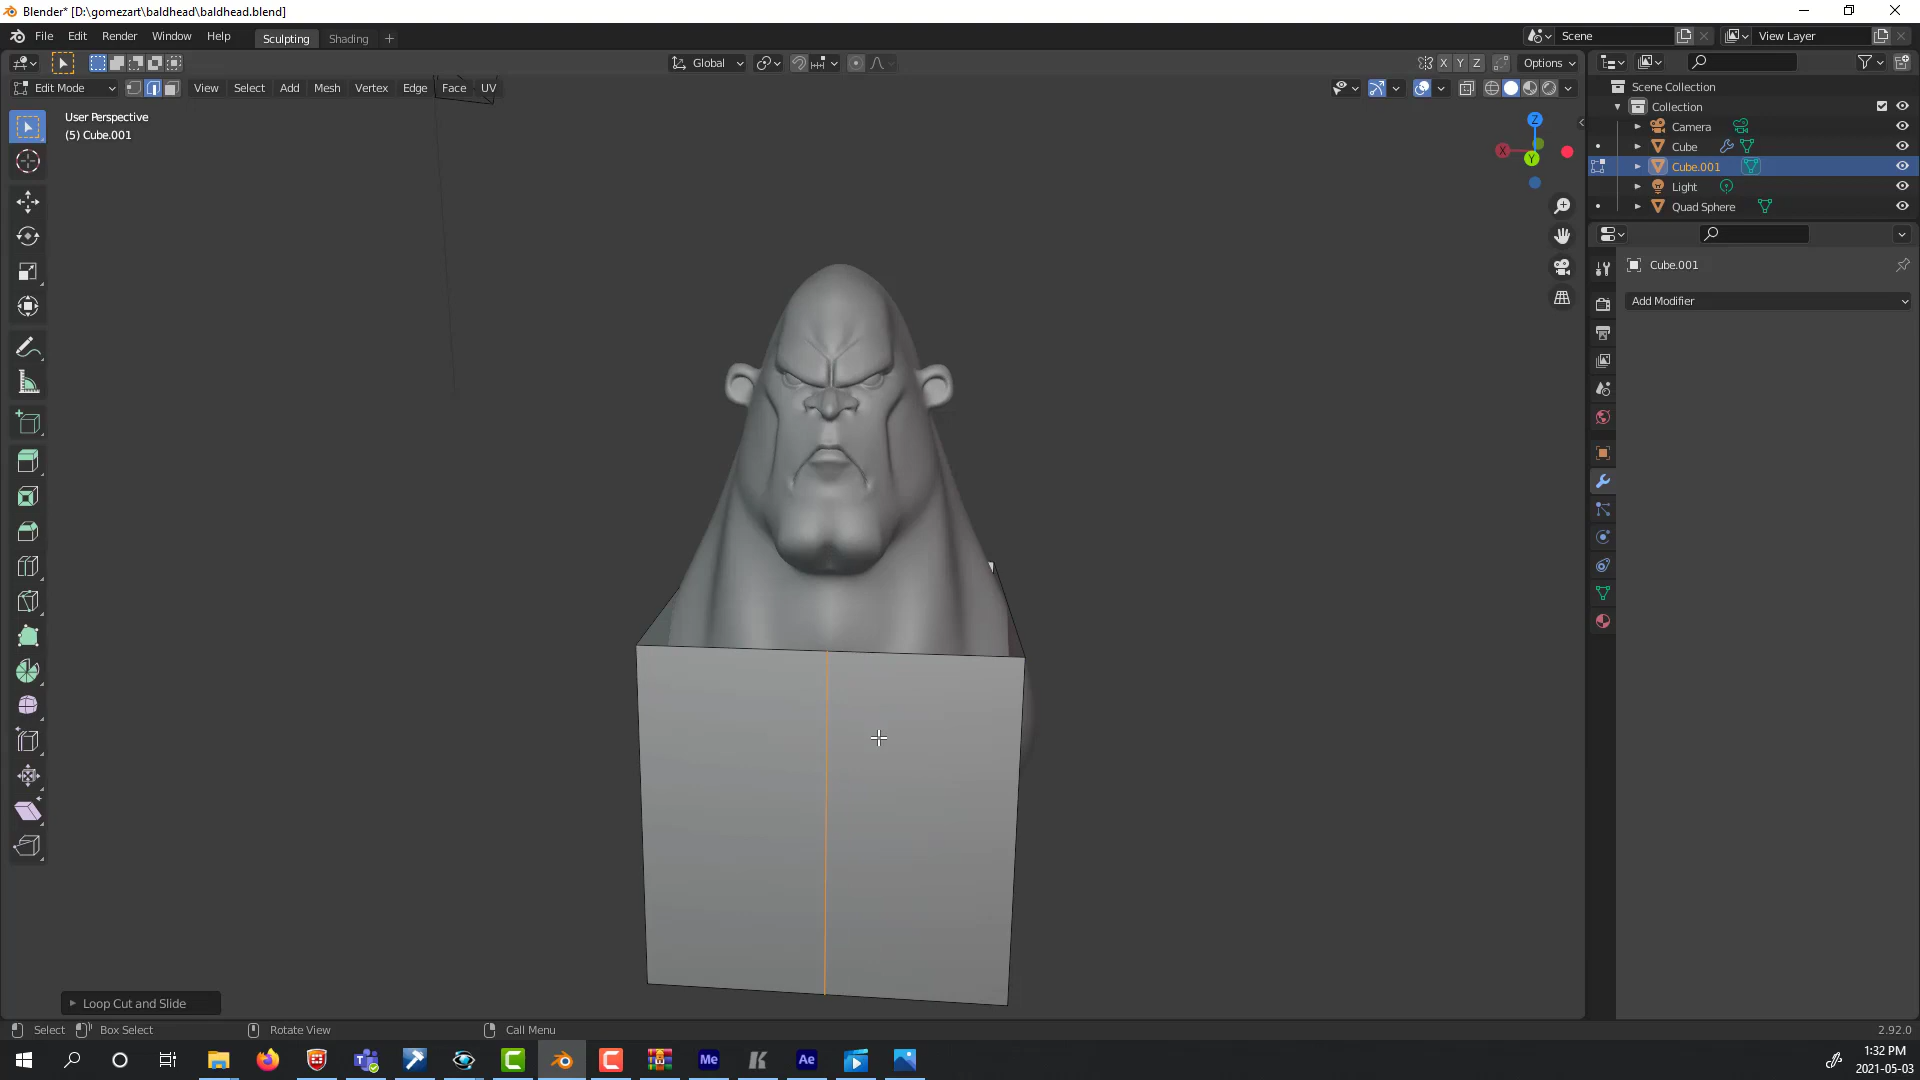 Blender* [D:\gomezart\baldhead\baldhead.blend]
File Edit Render Window Help Sculpting Shading + Scene View Layer
Global X Y Z Options
Edit Mode View Select Add Mesh Vertex Edge Face UV
User Perspective
(5) Cube.001
Z
X
Y
Scene Collection
Collection
Camera
Cube
Cube.001
Light
Quad Sphere
Cube.001
Add Modifier
Loop Cut and Slide
Select Box Select Rotate View Call Menu 2.92.0
Me K Ae
1:32 PM
2021-05-03